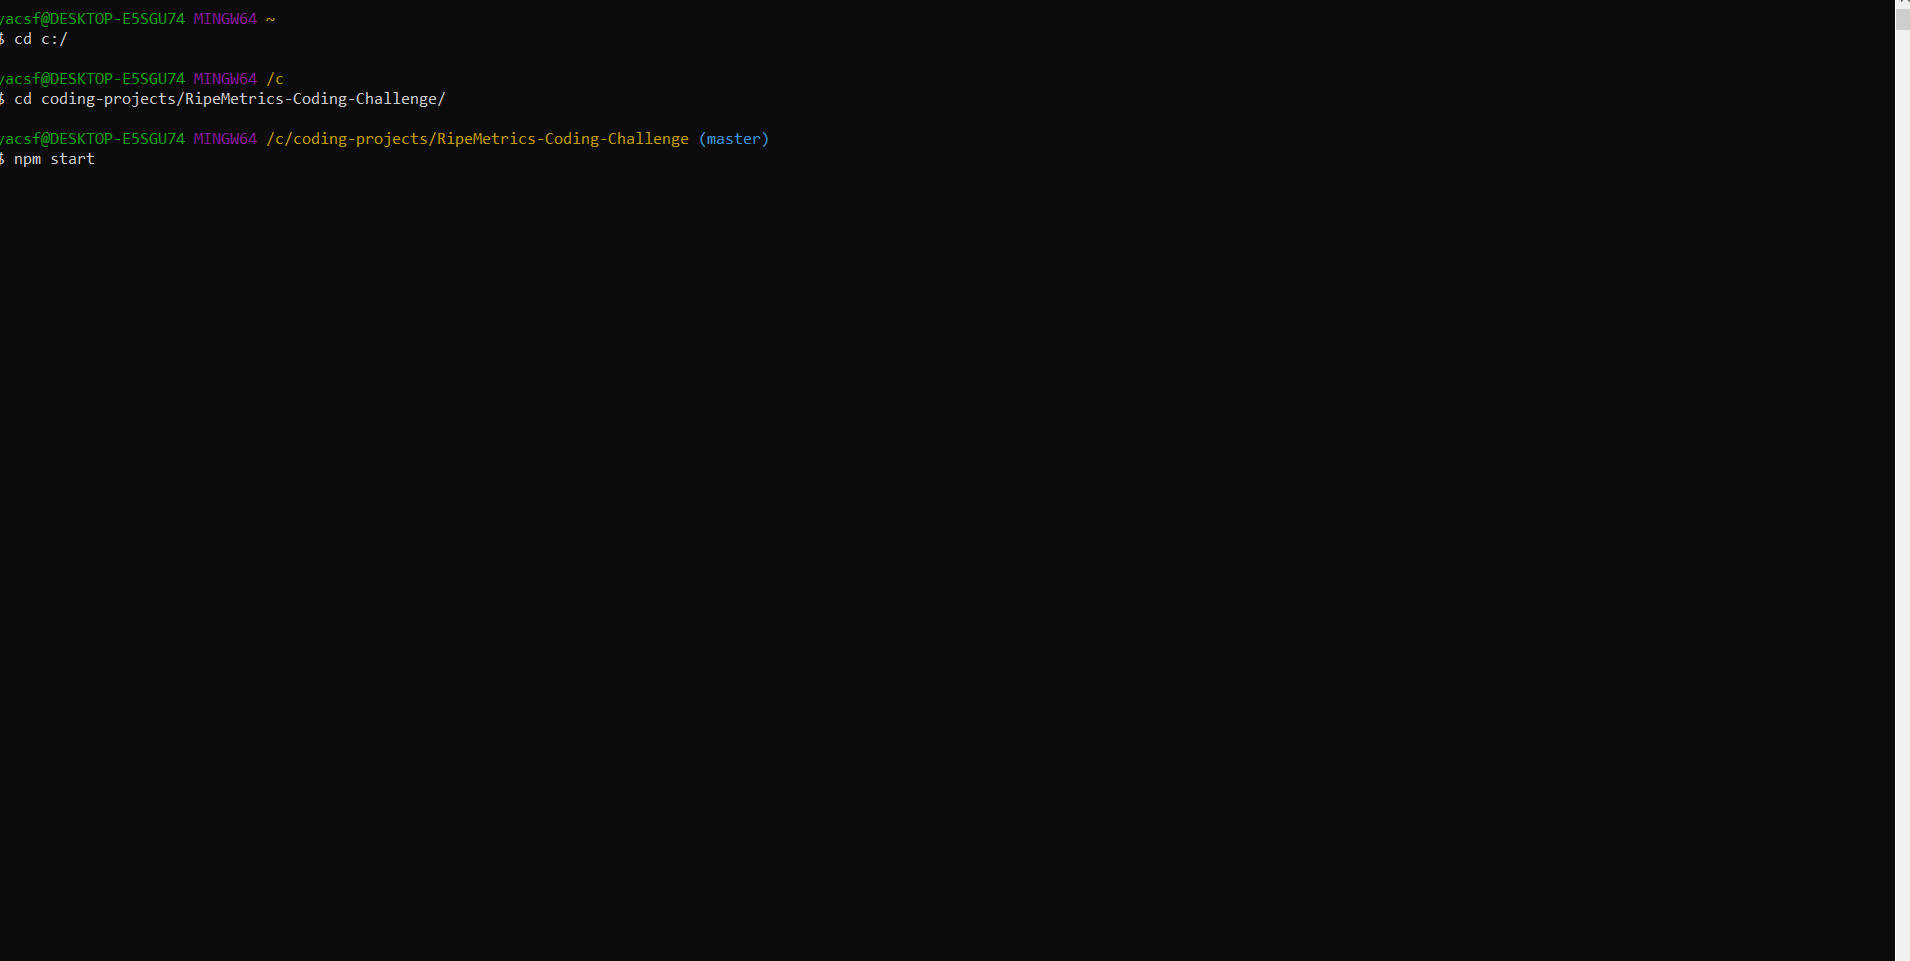 yacsf@DESKTOP-E5SGU74 MINGW64 ~
$ cd c:/
yacsf@DESKTOP-E5SGU74 MINGW64 /c
$ cd coding-projects/RipeMetrics-Coding-Challenge/
yacsf@DESKTOP-E5SGU74 MINGW64 /c/coding-projects/RipeMetrics-Coding-Challenge (master)
$ npm start